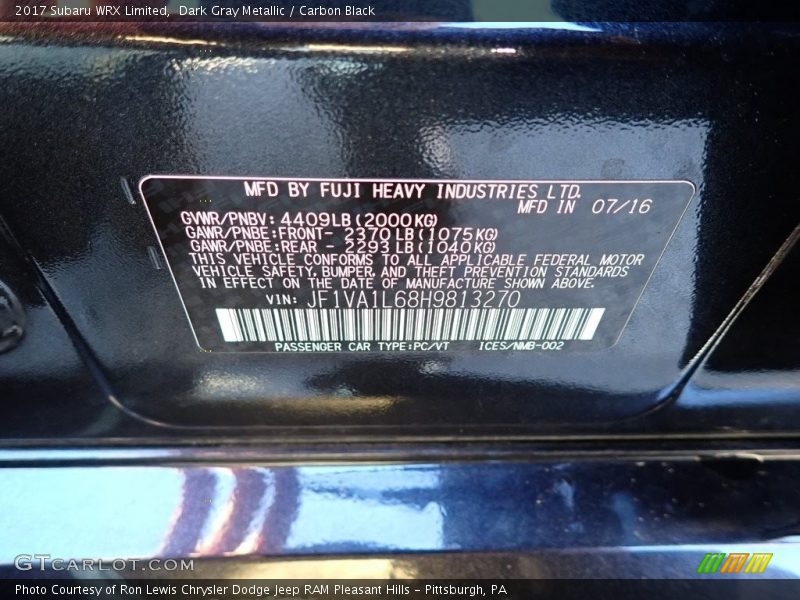 2017 Subaru WRX Limited,  Dark Gray Metallic / Carbon Black
MFD BY FUJI HEAVY INDUSTRIES LTD.
MFD IN 07/16
GVWR/PNBV: 4409LB(2000KG)
GAWR/PNBE:FRONT- 2370LB(1075KG)
GAWR/PNBE:REAR - 2293LB(1040KG)
THIS VEHICLE CONFORMS TO ALL APPLICABLE FEDERAL MOTOR
VEHICLE SAFETY, BUMPER, AND THEFT PREVENTION STANDARDS
IN EFFECT ON THE DATE OF MANUFACTURE SHOWN ABOVE.
VIN: JF1VA1L68H9813270
PASSENGER CAR TYPE:PC/VT ICES/NMB-002
GTCARLOT.COM
Photo Courtesy of Ron Lewis Chrysler Dodge Jeep RAM Pleasant Hills – Pittsburgh, PA